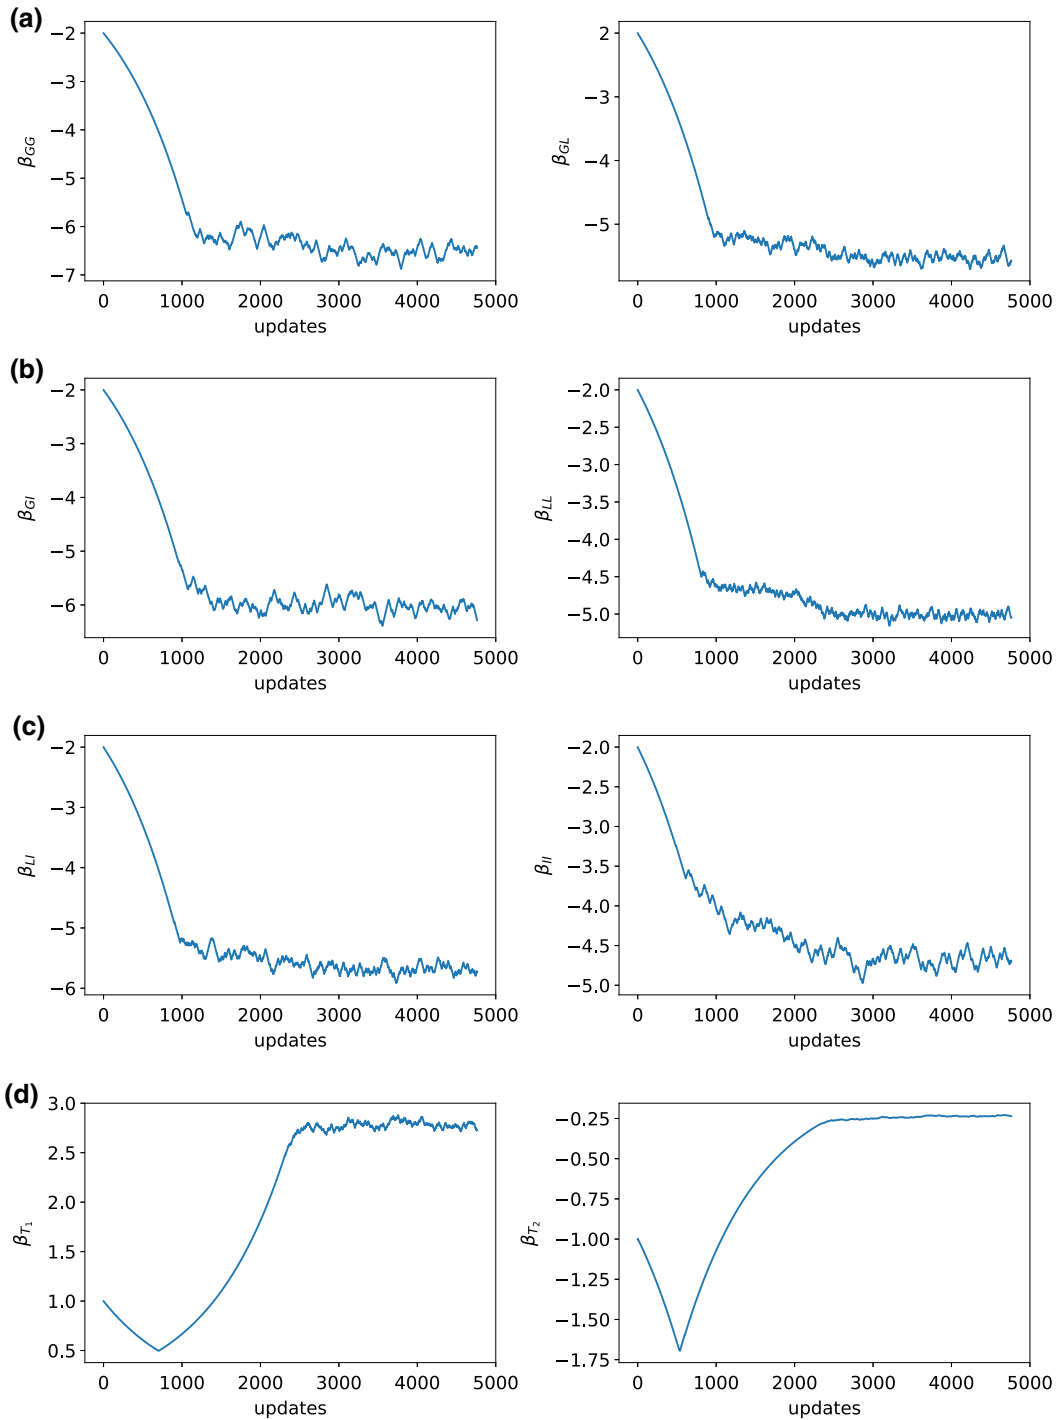 (a)
−2
−3
−4
−5
−6
−7
β_GG
0 1000 2000 3000 4000 5000
updates
2
−3
−4
−5
β_GL
0 1000 2000 3000 4000 5000
updates
(b)
−2
−3
−4
−5
−6
β_GI
0 1000 2000 3000 4000 5000
updates
−2.0
−2.5
−3.0
−3.5
−4.0
−4.5
−5.0
β_LL
0 1000 2000 3000 4000 5000
updates
(c)
−2
−3
−4
−5
−6
β_LI
0 1000 2000 3000 4000 5000
updates
−2.0
−2.5
−3.0
−3.5
−4.0
−4.5
−5.0
β_II
0 1000 2000 3000 4000 5000
updates
(d)
3.0
2.5
2.0
1.5
1.0
0.5
β_T₁
0 1000 2000 3000 4000 5000
updates
−0.25
−0.50
−0.75
−1.00
−1.25
−1.50
−1.75
β_T₂
0 1000 2000 3000 4000 5000
updates